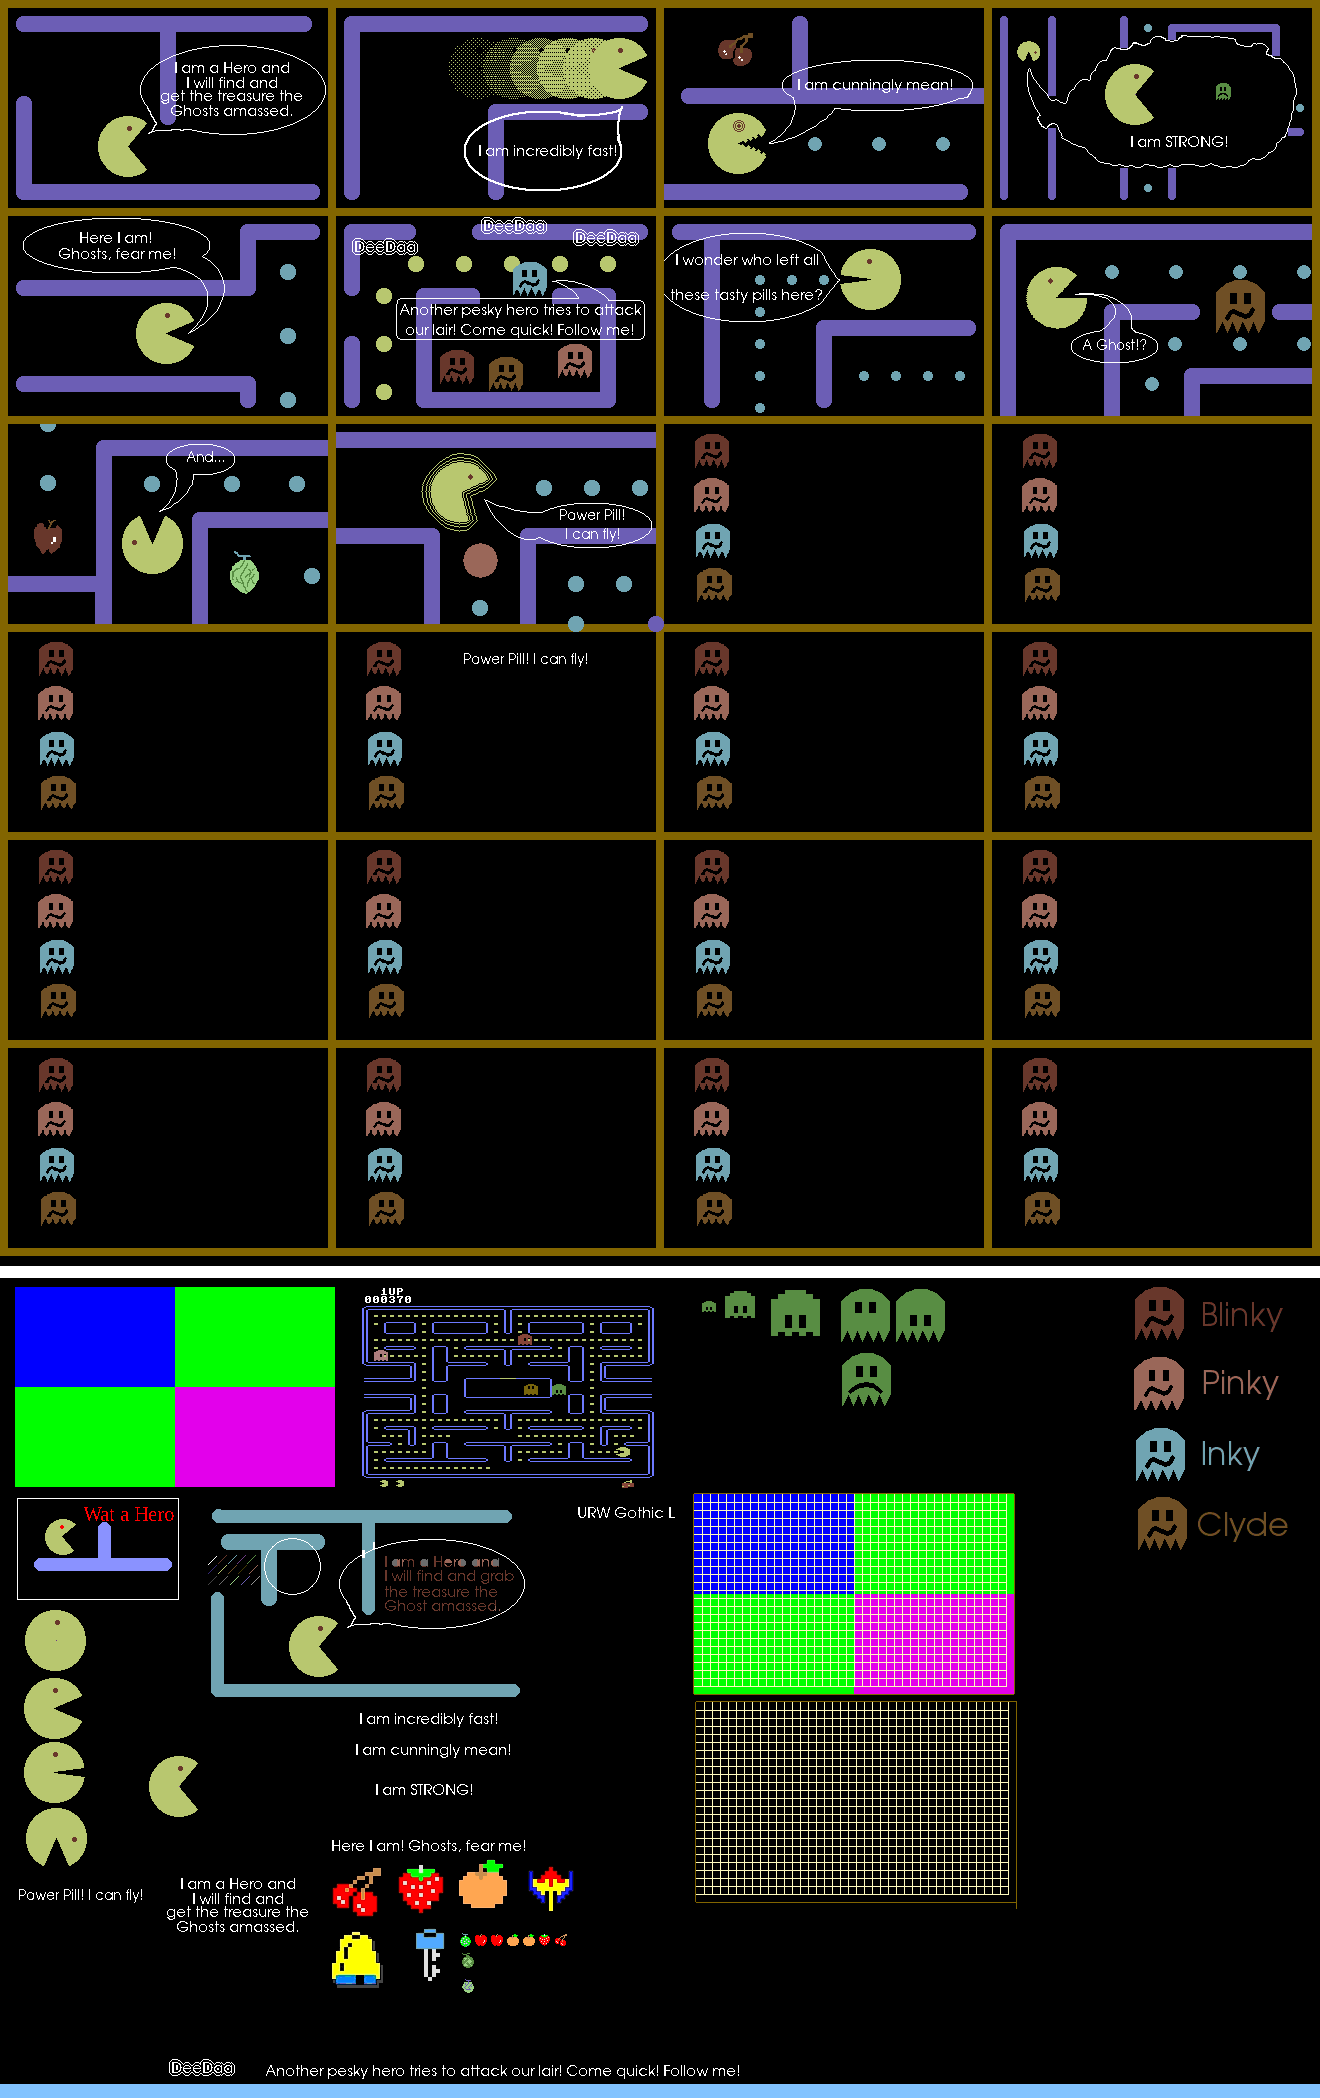 I am a Hero and
I will find and
get the treasure the
Ghosts amassed.
I am incredibly fast!
I am cunningly mean!
I am STRONG!
Here I am!
Ghosts, fear me!
DeeDaa
DeeDaa
DeeDaa
Another pesky hero tries to attack
our lair! Come quick! Follow me!
I wonder who left all
these tasty pills here?
A Ghost!?
And...
Power Pill!
I can fly!
Power Pill! I can fly!
1UP
000370
Blinky
Pinky
Inky
Clyde
Wat a Hero
URW Gothic L
I am a Hero and
I will find and grab
the treasure the
Ghost amassed.
I am incredibly fast!
I am cunningly mean!
I am STRONG!
Here I am! Ghosts, fear me!
Power Pill! I can fly!
I am a Hero and
I will find and
get the treasure the
Ghosts amassed.
DeeDaa
Another pesky hero tries to attack our lair! Come quick! Follow me!